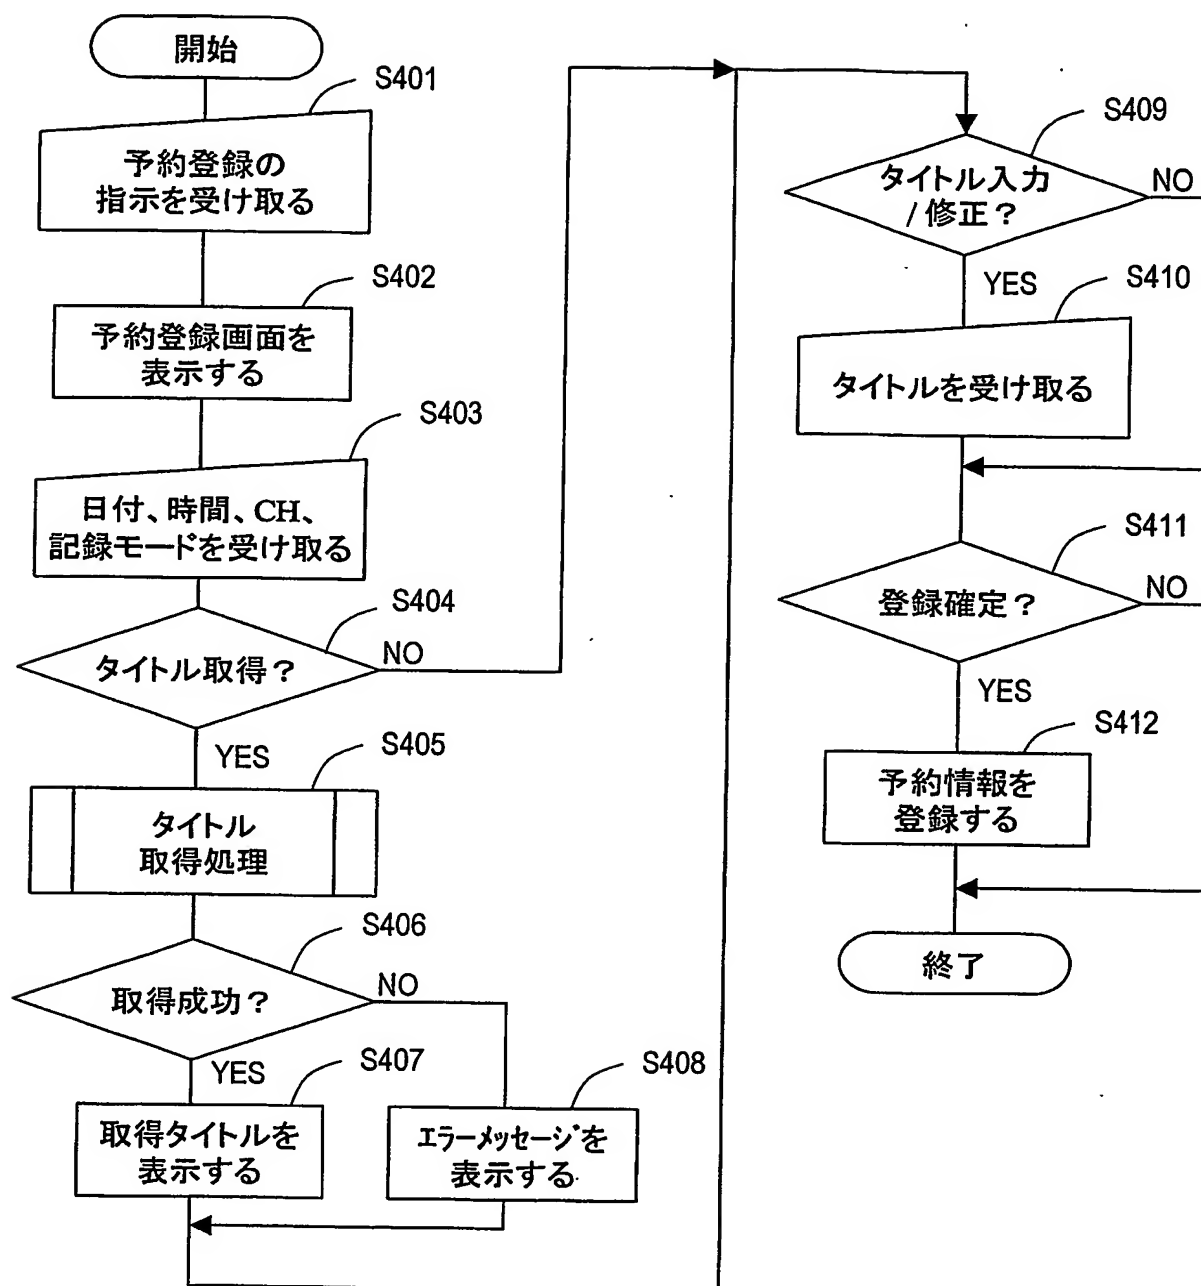 開始
S401
予約登録の
指示を受け取る
S402
予約登録画面を
表示する
S403
日付、時間、CH、
記録モードを受け取る
S404
タイトル取得？
NO
YES
S405
タイトル
取得処理
S406
取得成功？
NO
YES
S407
取得タイトルを
表示する
S408
エラーメッセージを
表示する
S409
タイトル入力
/修正？
NO
YES
S410
タイトルを受け取る
S411
登録確定？
NO
YES
S412
予約情報を
登録する
終了